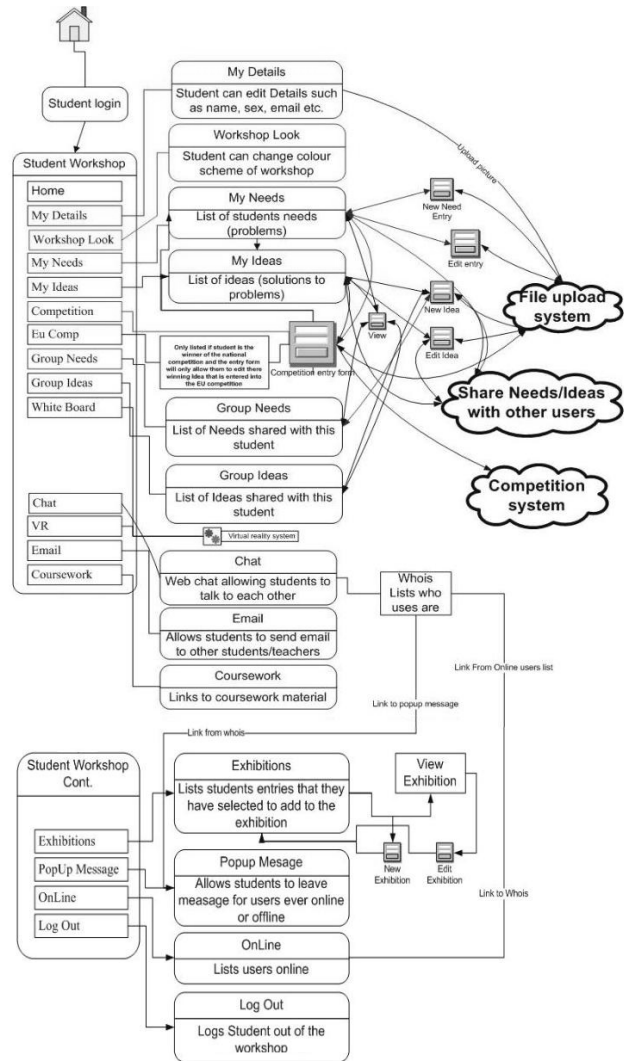 Student login
My Details
Student can edit Details such
as name, sex, email etc.
Workshop Look
Student can change colour
scheme of workshop
My Needs
List of students needs
(problems)
My Ideas
List of ideas (solutions to
problems)
Student Workshop
Home
My Details
Workshop Look
My Needs
My Ideas
Competition
Eu Comp
Group Needs
Group Ideas
White Board
Chat
VR
Email
Coursework
Upload picture
New Need
Entry
Edit entry
New Idea
Edit Idea
View
File upload
system
Share Needs/Ideas
with other users
Competition
system
Only listed if student is the
winner of the national
competition and the entry form
will only allow them to edit there
winning Idea that is entered into
the EU competition
Competition entry form
Group Needs
List of Needs shared with this
student
Group Ideas
List of Ideas shared with this
student
Virtual reality system
Chat
Web chat allowing students to
talk to each other
Whois
Lists who
uses are
Email
Allows students to send email
to other students/teachers
Coursework
Links to coursework material
Link From Online users list
Link to popup message
Link from whois
Student Workshop
Cont.
Exhibitions
PopUp Message
OnLine
Log Out
Exhibitions
Lists students entries that they
have selected to add to the
exhibition
View
Exhibition
New
Exhibition
Edit
Exhibition
Popup Mesage
Allows students to leave
meassage for users ever online
or offline
Link to Whois
OnLine
Lists users online
Log Out
Logs Student out of the
workshop